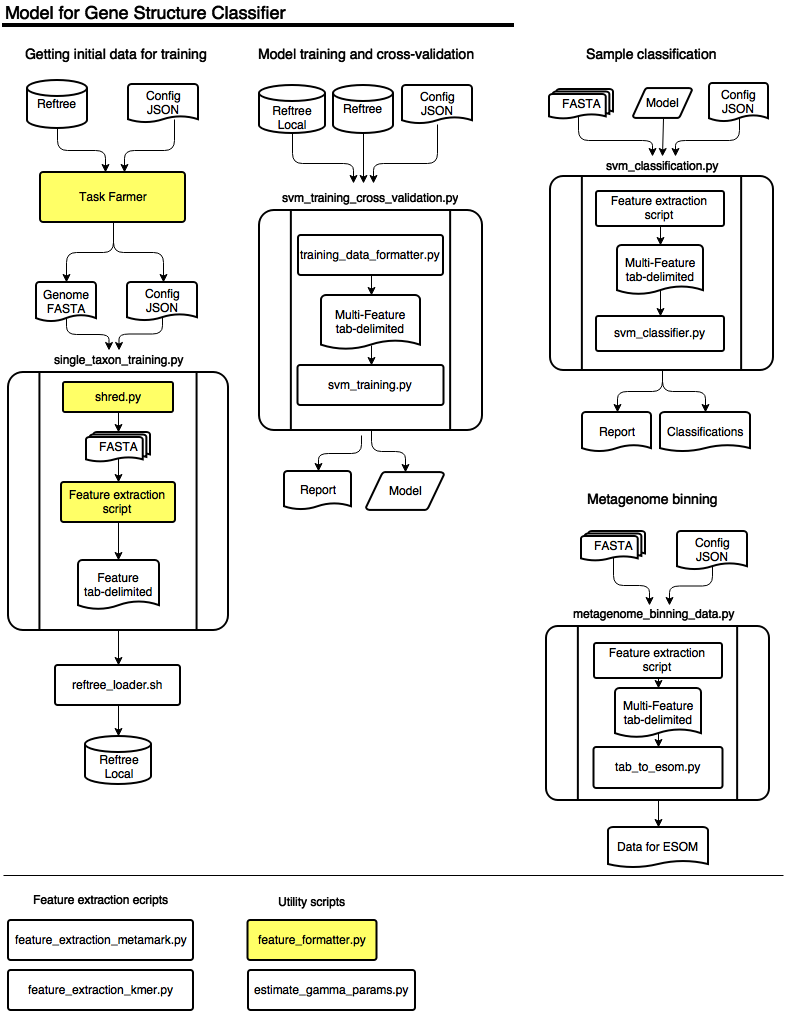 Model for Gene Structure Classifier
Getting initial data for training
Reftree
Config
JSON
Task Farmer
Genome
FASTA
Config
JSON
single_taxon_training.py
shred.py
FASTA
Feature extraction
script
Feature
tab-delimited
reftree_loader.sh
Reftree
Local
Model training and cross-validation
Reftree
Local
Reftree
Config
JSON
svm_training_cross_validation.py
training_data_formatter.py
Multi-Feature
tab-delimited
svm_training.py
Report
Model
Sample classification
FASTA
Model
Config
JSON
svm_classification.py
Feature extraction
script
Multi-Feature
tab-delimited
svm_classifier.py
Report
Classifications
Metagenome binning
FASTA
Config
JSON
metagenome_binning_data.py
Feature extraction
script
Multi-Feature
tab-delimited
tab_to_esom.py
Data for ESOM
Feature extraction ecripts
feature_extraction_metamark.py
feature_extraction_kmer.py
Utility scripts
feature_formatter.py
estimate_gamma_params.py